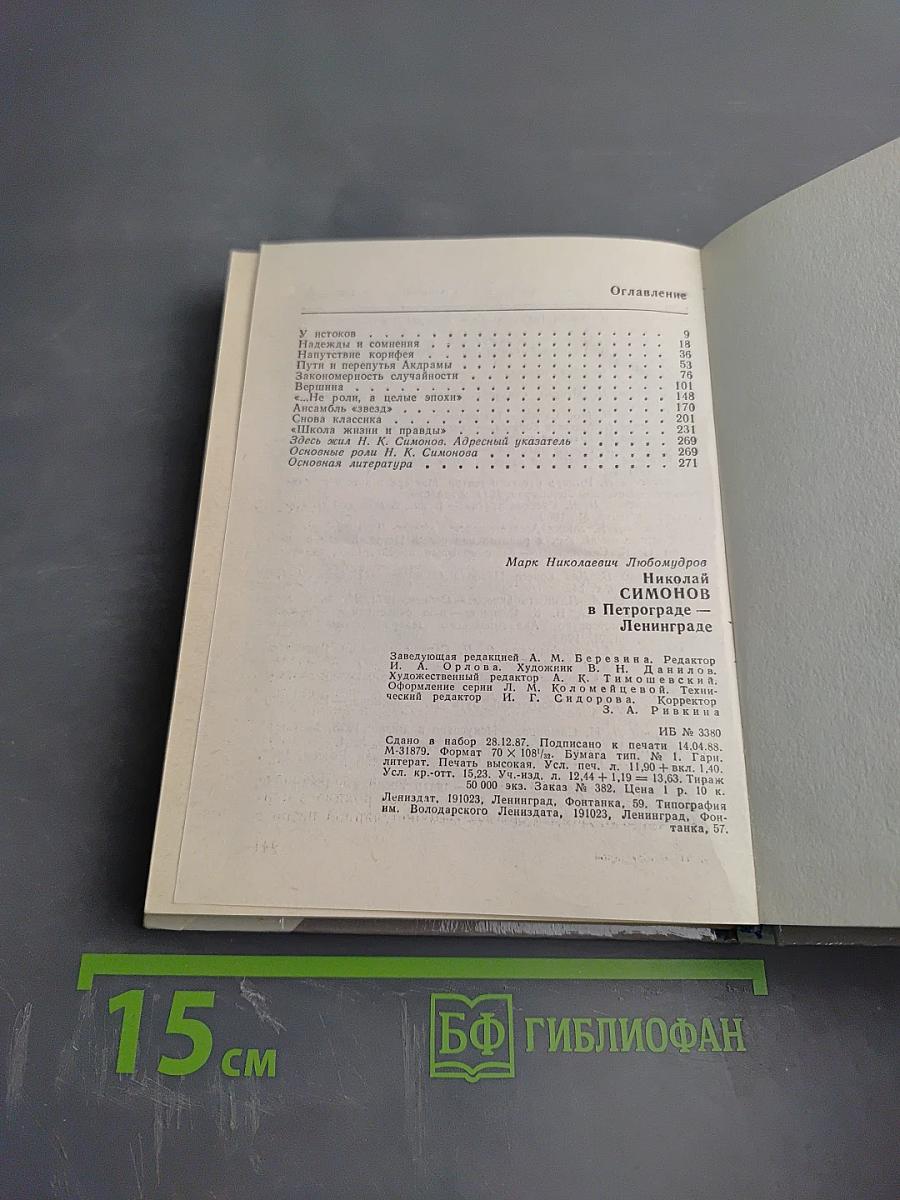 Оглавление
У истоков . . . . . . . . . . . . . . . . . . 9
Надежды и сомнения . . . . . . . . . . . . . 18
Напутствие корифея . . . . . . . . . . . . . 36
Пути и перепутья Акдрамы . . . . . . . . . . 53
Закономерность случайности . . . . . . . . . 76
Вершина . . . . . . . . . . . . . . . . . . 101
«...Не роли, а целые эпохи» . . . . . . . . 148
Ансамбль «звезд» . . . . . . . . . . . . . . 170
Снова классика . . . . . . . . . . . . . . . 201
«Школа жизни и правды» . . . . . . . . . . . 231
Здесь жил Н. К. Симонов. Адресный указатель . . . . . . 269
Основные роли Н. К. Симонова . . . . . . . . 269
Основная литература . . . . . . . . . . . . 271
Марк Николаевич Любомудров
Николай
СИМОНОВ
в Петрограде —
Ленинграде
Заведующая редакцией А. М. Березина. Редактор
И. А. Орлова. Художник В. Н. Данилов.
Художественный редактор А. К. Тимошевский.
Оформление серии Л. М. Коломейцевой. Техни-
ческий редактор И. Г. Сидорова. Корректор
З. А. Ривкина
ИБ № 3380
Сдано в набор 28.12.87. Подписано к печати 14.04.88.
М-31879. Формат 70 × 108¹/₃₂. Бумага тип. № 1. Гарн.
литерат. Печать высокая. Усл. печ. л. 11,90 + вкл. 1,40.
Усл. кр.-отт. 15,23. Уч.-изд. л. 12,44 + 1,19 = 13,63. Тираж
50 000 экз. Заказ № 382. Цена 1 р. 10 к.
Лениздат, 191023, Ленинград, Фонтанка, 59. Типография
им. Володарского Лениздата, 191023, Ленинград, Фон-
танка, 57.
15 см
БФ ГИБЛИОФАН